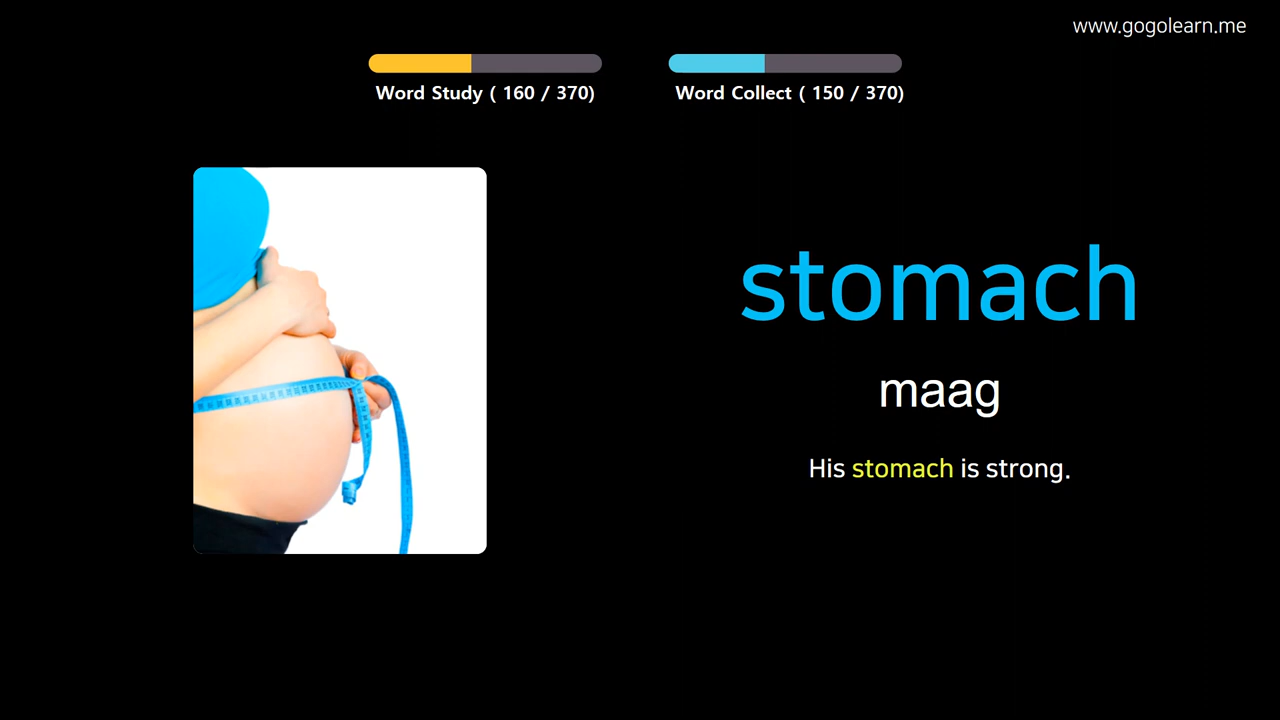 www.gogolearn.me
Word Study ( 160 / 370)
Word Collect ( 150 / 370)
stomach
maag
His stomach is strong.